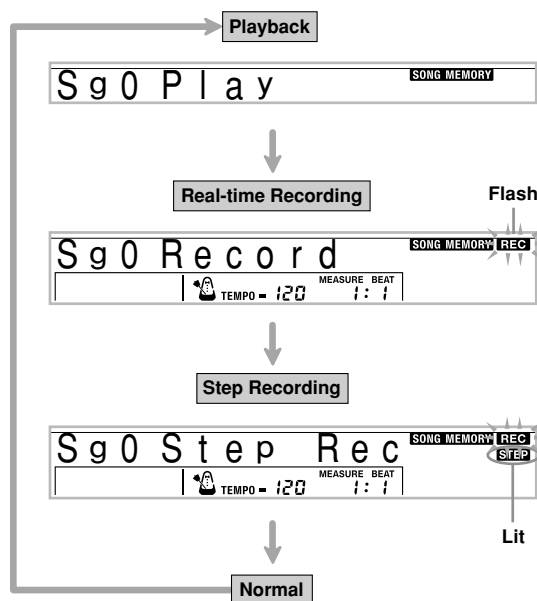 Playback
Sg0 Play SONG MEMORY
Real-time Recording
Flash
Sg0 Record SONG MEMORY REC
TEMPO = 120 MEASURE BEAT 1 : 1
Step Recording
Sg0 Step Rec SONG MEMORY REC
STEP
TEMPO = 120 MEASURE BEAT 1 : 1
Lit
Normal